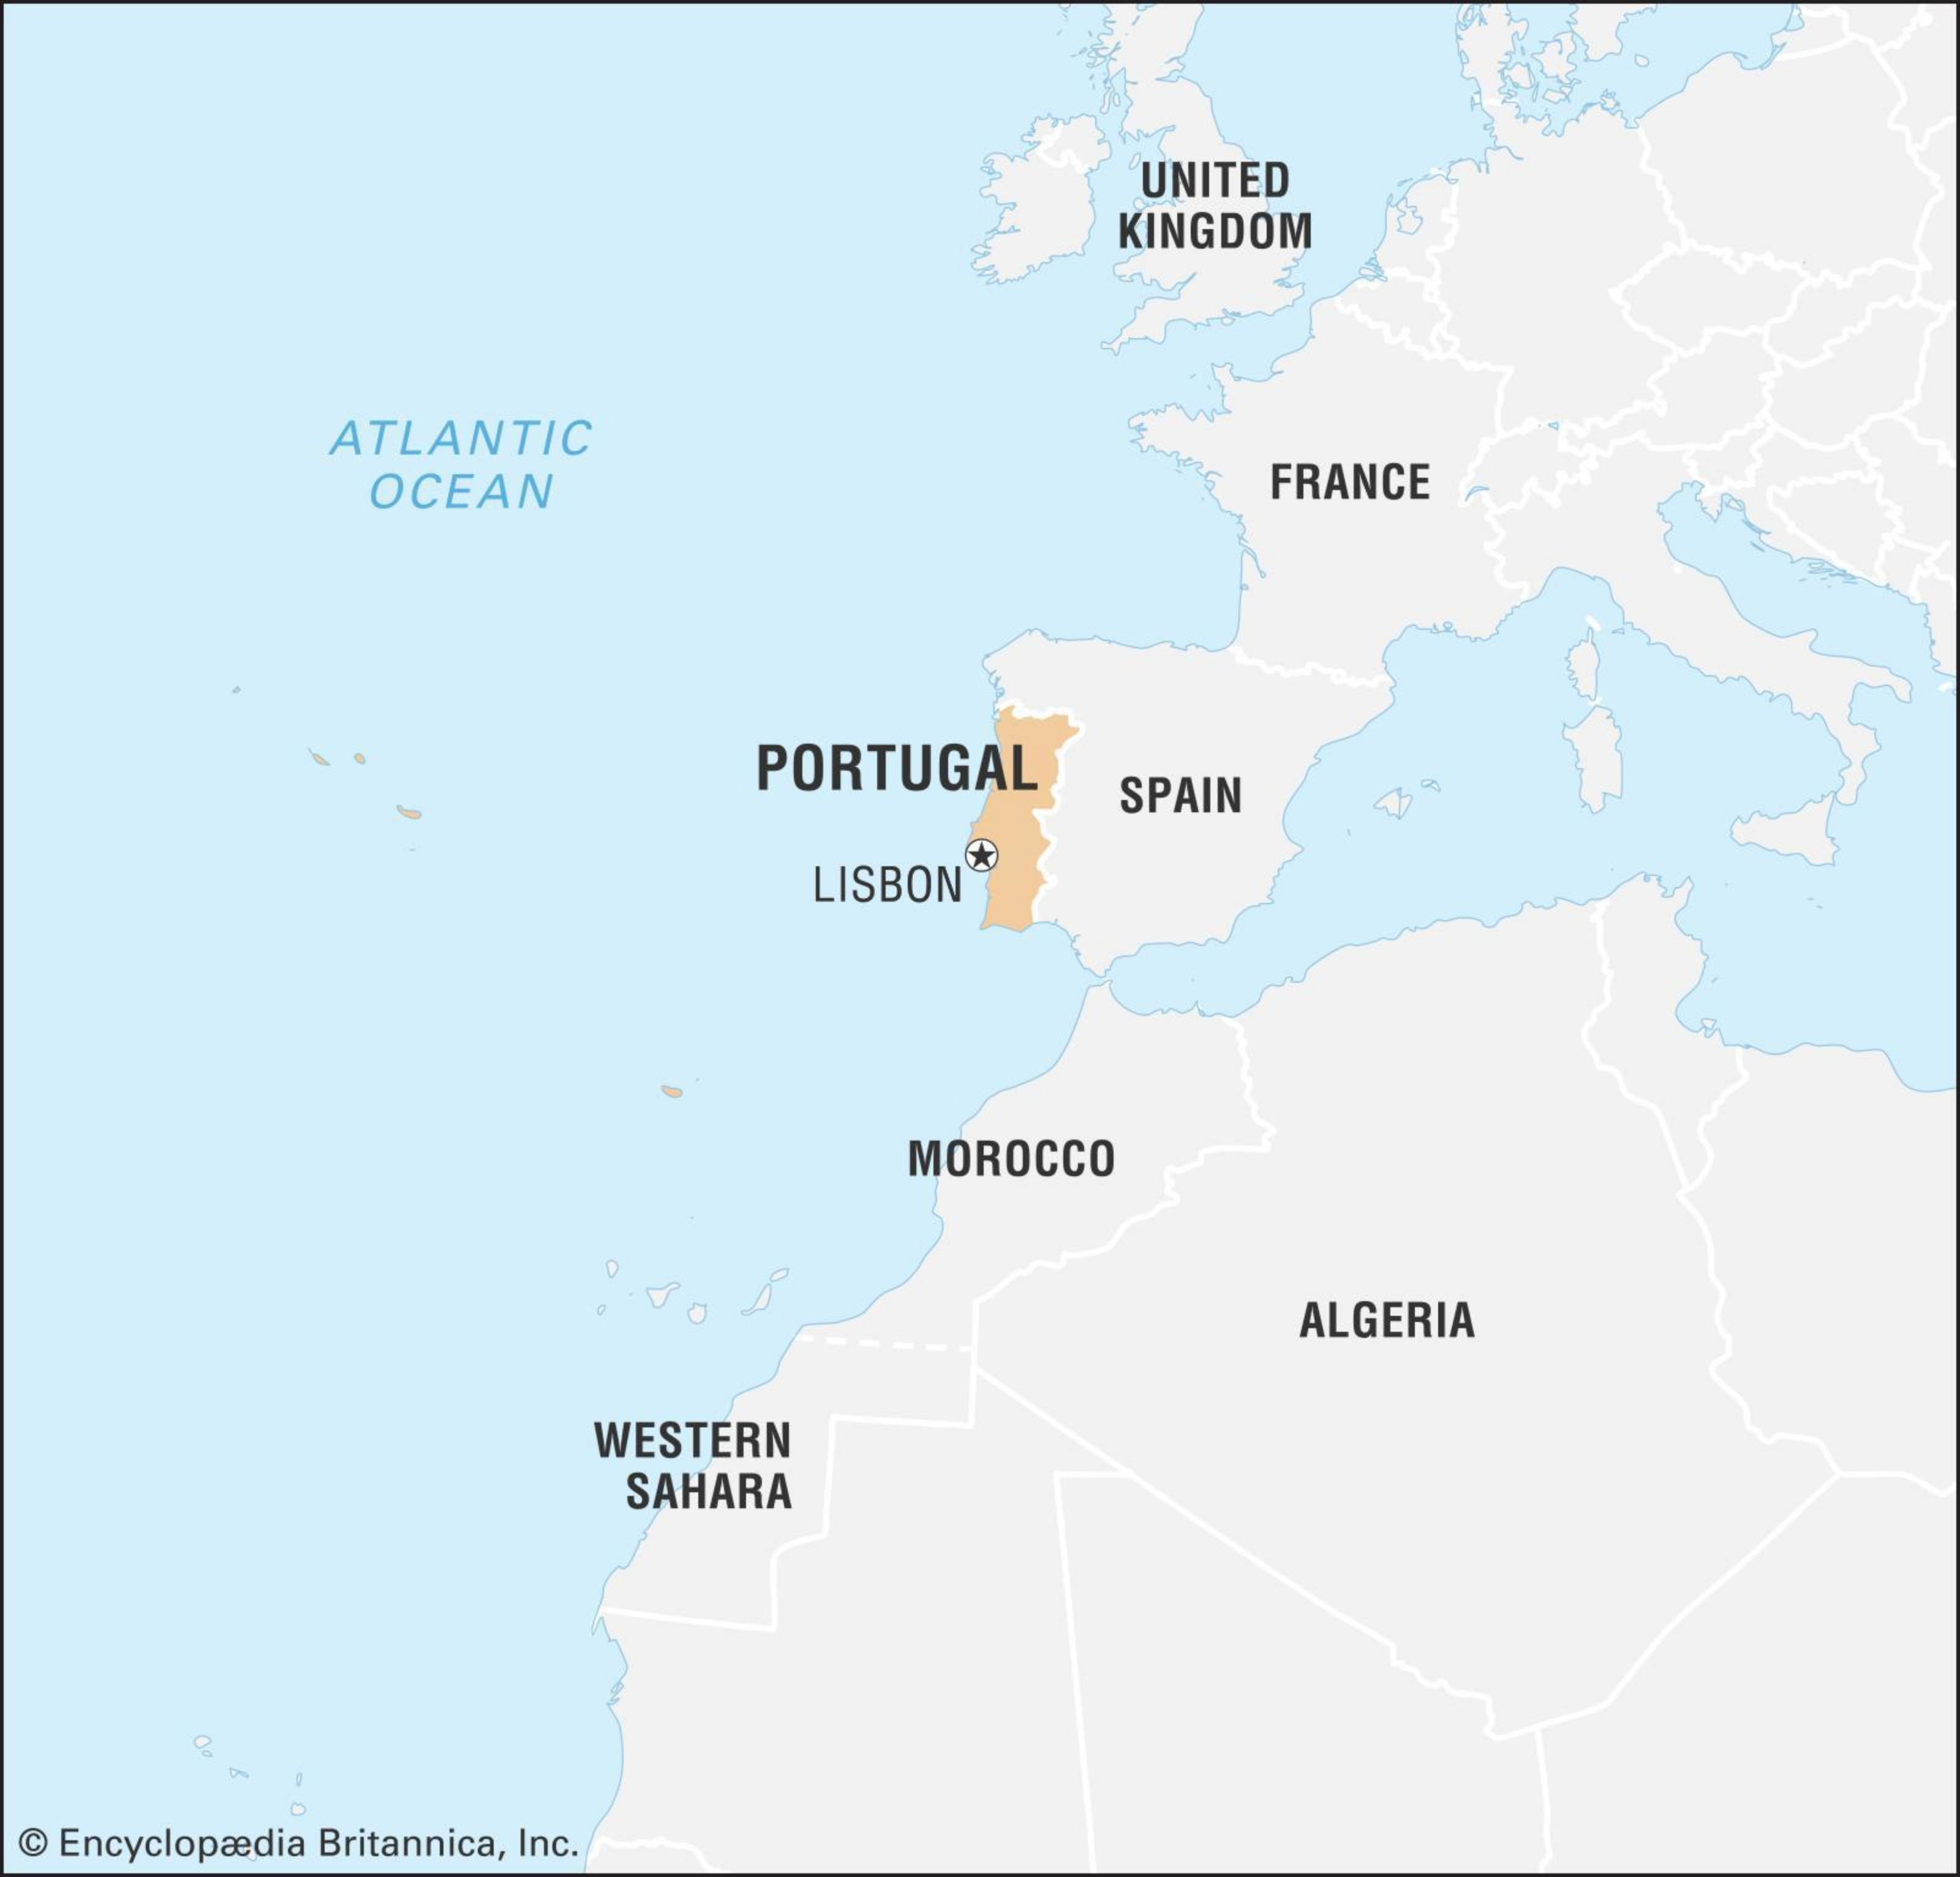 UNITED
KINGDOM
ATLANTIC
OCEAN
FRANCE
PORTUGAL
SPAIN
LISBON
MOROCCO
ALGERIA
WESTERN
SAHARA
© Encyclopædia Britannica, Inc.